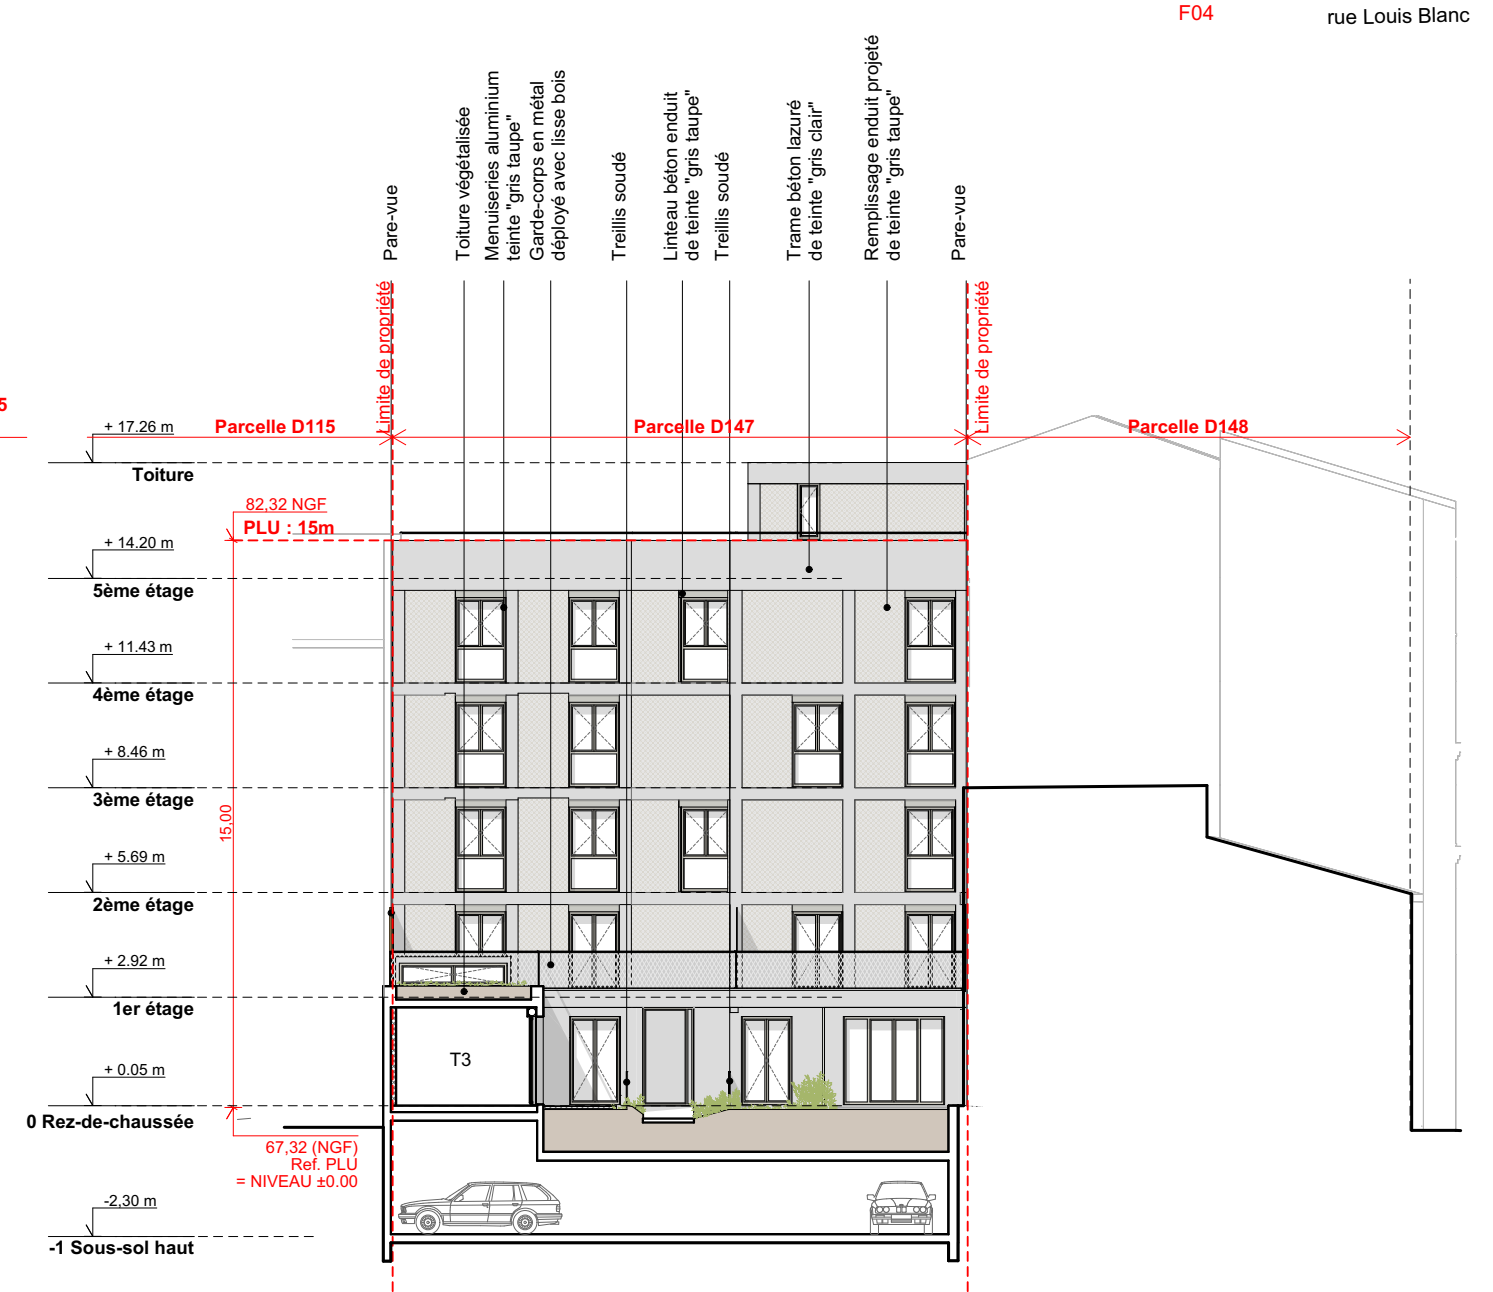 F04
rue Louis Blanc
Pare-vue
Toiture végétalisée
Menuiseries aluminium
teinte "gris taupe"
Garde-corps en métal
déployé avec lisse bois
Treillis soudé
Linteau béton enduit
de teinte "gris taupe"
Treillis soudé
Trame béton lazuré
de teinte "gris clair"
Remplissage enduit projeté
de teinte "gris taupe"
Pare-vue
Limite de propriété
Limite de propriété
5
+ 17.26 m
Parcelle D115
Parcelle D147
Parcelle D148
Toiture
82,32 NGF
PLU : 15m
+ 14.20 m
5ème étage
+ 11.43 m
4ème étage
+ 8.46 m
3ème étage
15,00
+ 5.69 m
2ème étage
+ 2.92 m
1er étage
T3
+ 0.05 m
0 Rez-de-chaussée
67,32 (NGF)
Ref. PLU
= NIVEAU ±0.00
-2,30 m
-1 Sous-sol haut